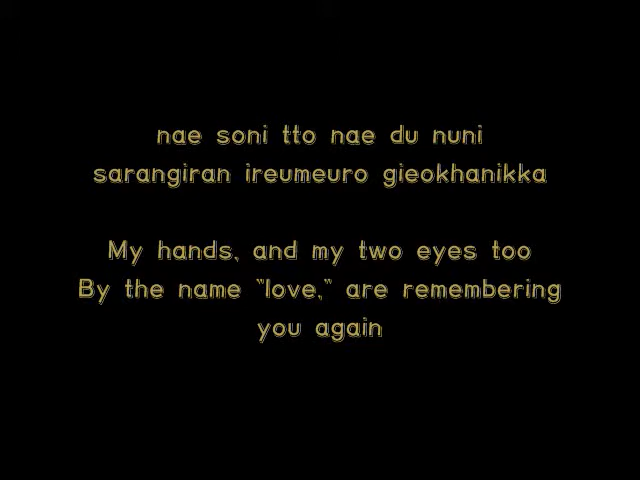 nae soni tto nae du nuni
sarangiran ireumeuro gieokhanikka
My hands, and my two eyes too
By the name "love," are remembering
you again